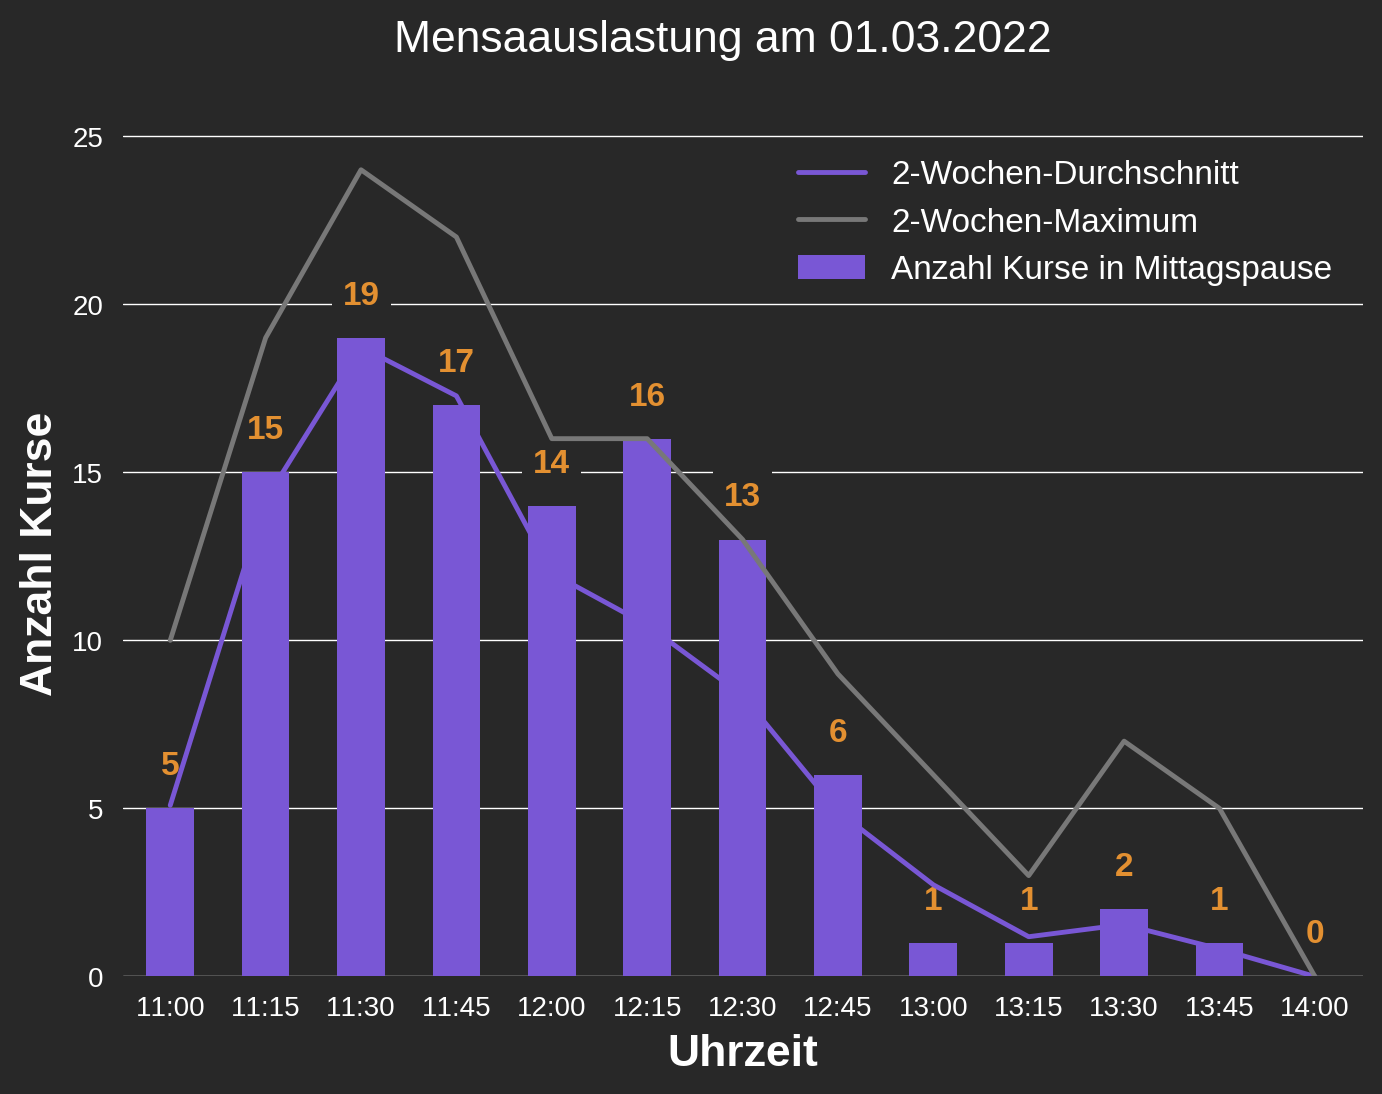 Mensaauslastung am 01.03.2022
25
20
15
10
5
0
Anzahl Kurse
2-Wochen-Durchschnitt
2-Wochen-Maximum
Anzahl Kurse in Mittagspause
5
15
19
17
14
16
13
6
1
1
2
1
0
11:00 11:15 11:30 11:45 12:00 12:15 12:30 12:45 13:00 13:15 13:30 13:45 14:00
Uhrzeit